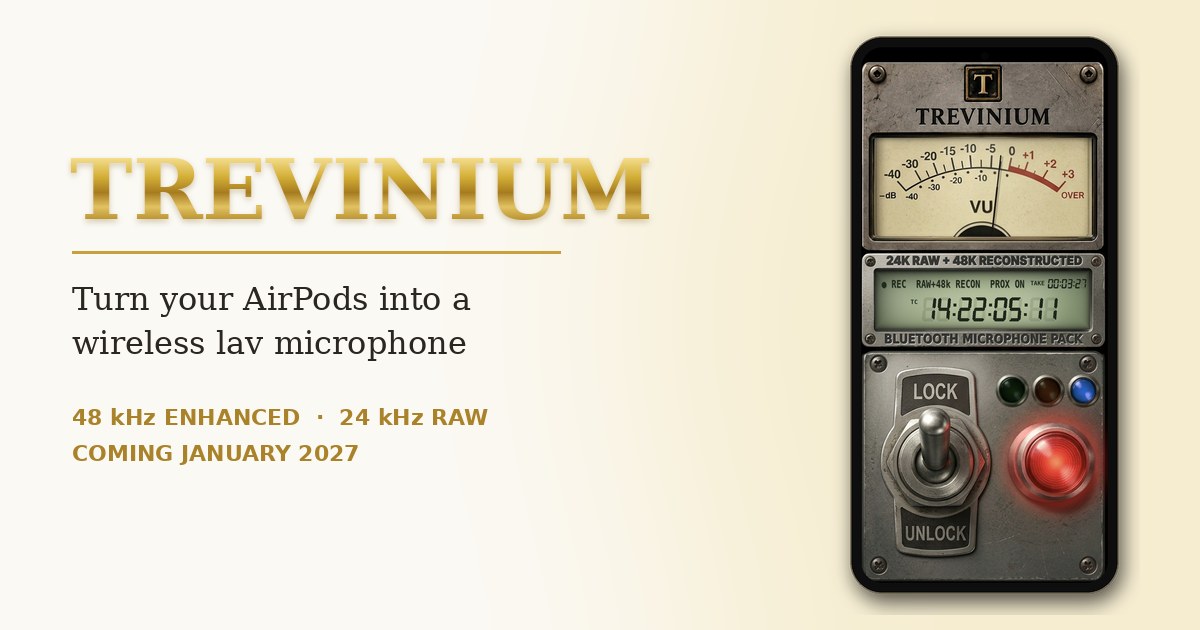 TREVINIUM
Turn your AirPods into a
wireless lav microphone
48 kHz ENHANCED · 24 kHz RAW
COMING JANUARY 2027
T
TREVINIUM
-40 -30 -20 -15 -10 -5 0 +1 +2 +3
-dB -40 -30 -20 -10 OVER
VU
24K RAW + 48K RECONSTRUCTED
REC RAW+48k RECON PROX ON TAKE 00:03:27
TC 14:22:05:11
BLUETOOTH MICROPHONE PACK
LOCK
UNLOCK